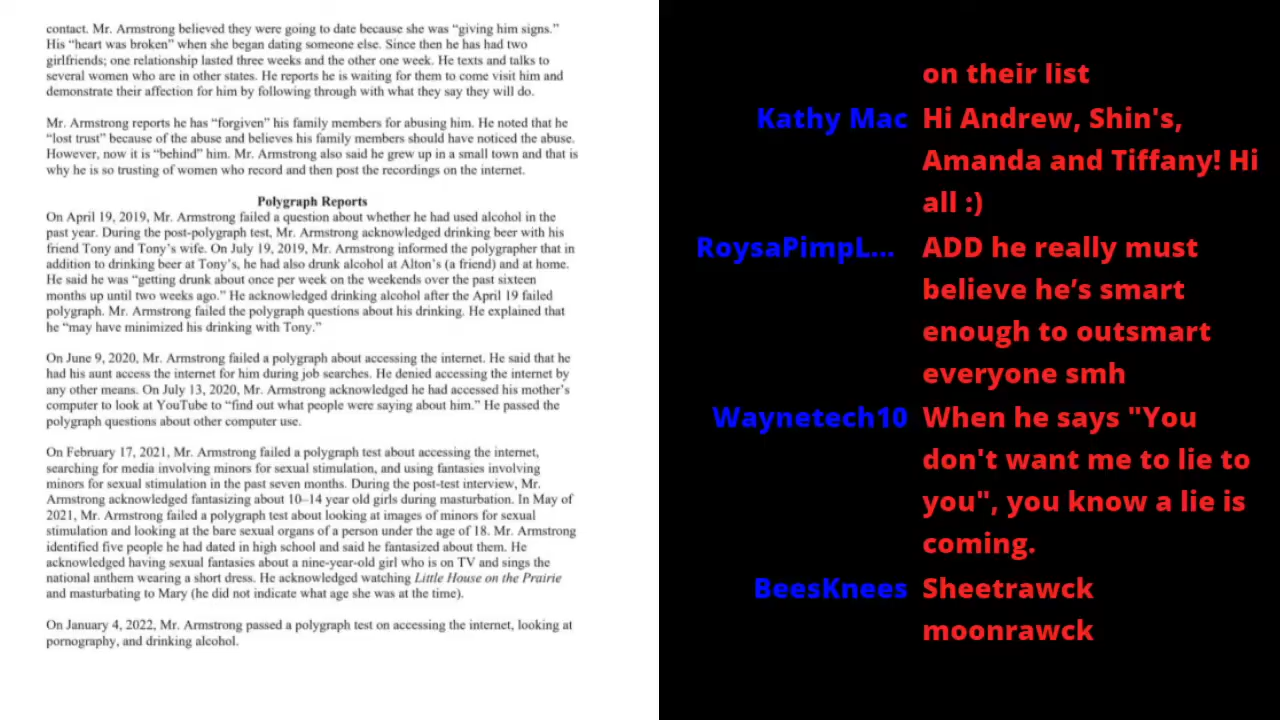 contact. Mr. Armstrong believed they were going to date because she was “giving him signs.”
His “heart was broken” when she began dating someone else. Since then he has had two
girlfriends; one relationship lasted three weeks and the other one week. He texts and talks to
several women who are in other states. He reports he is waiting for them to come visit him and
demonstrate their affection for him by following through with what they say they will do.
Mr. Armstrong reports he has “forgiven” his family members for abusing him. He noted that he
“lost trust” because of the abuse and believes his family members should have noticed the abuse.
However, now it is “behind” him. Mr. Armstrong also said he grew up in a small town and that is
why he is so trusting of women who record and then post the recordings on the internet.
Polygraph Reports
On April 19, 2019, Mr. Armstrong failed a question about whether he had used alcohol in the
past year. During the post-polygraph test, Mr. Armstrong acknowledged drinking beer with his
friend Tony and Tony’s wife. On July 19, 2019, Mr. Armstrong informed the polygrapher that in
addition to drinking beer at Tony’s, he had also drunk alcohol at Alton’s (a friend) and at home.
He said he was “getting drunk about once per week on the weekends over the past sixteen
months up until two weeks ago.” He acknowledged drinking alcohol after the April 19 failed
polygraph. Mr. Armstrong failed the polygraph questions about his drinking. He explained that
he “may have minimized his drinking with Tony.”
On June 9, 2020, Mr. Armstrong failed a polygraph about accessing the internet. He said that he
had his aunt access the internet for him during job searches. He denied accessing the internet by
any other means. On July 13, 2020, Mr. Armstrong acknowledged he had accessed his mother’s
computer to look at YouTube to “find out what people were saying about him.” He passed the
polygraph questions about other computer use.
On February 17, 2021, Mr. Armstrong failed a polygraph test about accessing the internet,
searching for media involving minors for sexual stimulation, and using fantasies involving
minors for sexual stimulation in the past seven months. During the post-test interview, Mr.
Armstrong acknowledged fantasizing about 10–14 year old girls during masturbation. In May of
2021, Mr. Armstrong failed a polygraph test about looking at images of minors for sexual
stimulation and looking at the bare sexual organs of a person under the age of 18. Mr. Armstrong
identified five people he had dated in high school and said he fantasized about them. He
acknowledged having sexual fantasies about a nine-year-old girl who is on TV and sings the
national anthem wearing a short dress. He acknowledged watching Little House on the Prairie
and masturbating to Mary (he did not indicate what age she was at the time).
On January 4, 2022, Mr. Armstrong passed a polygraph test on accessing the internet, looking at
pornography, and drinking alcohol.
on their list
Kathy Mac Hi Andrew, Shin's,
Amanda and Tiffany! Hi
all :)
RoysaPimpL... ADD he really must
believe he’s smart
enough to outsmart
everyone smh
Waynetech10 When he says "You
don't want me to lie to
you", you know a lie is
coming.
BeesKnees Sheetrawck
moonrawck